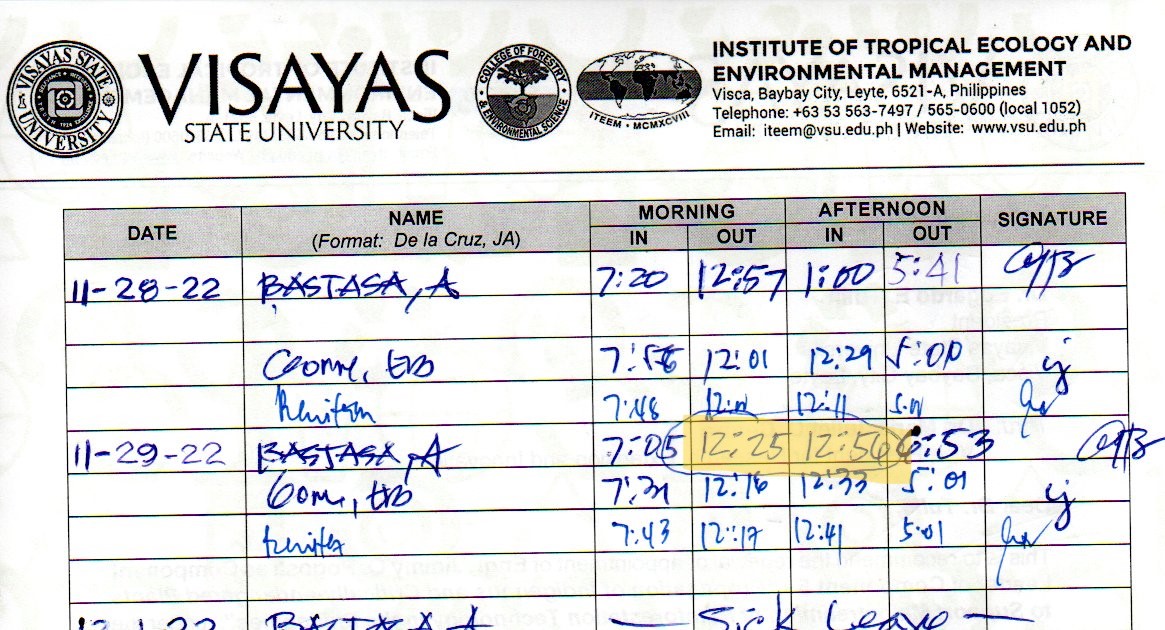 VISAYAS STATE UNIVERSITY
VISAYAS
STATE UNIVERSITY
COLLEGE OF FORESTRY
& ENVIRONMENTAL SCIENCE
ITEEM • MCMXCVIII
INSTITUTE OF TROPICAL ECOLOGY AND
ENVIRONMENTAL MANAGEMENT
Visca, Baybay City, Leyte, 6521-A, Philippines
Telephone: +63 53 563-7497 / 565-0600 (local 1052)
Email: iteem@vsu.edu.ph | Website: www.vsu.edu.ph
DATE NAME MORNING AFTERNOON SIGNATURE
(Format: De la Cruz, JA) IN OUT IN OUT
11-28-22 BASTASA, A 7:20 12:57 1:00 5:41
12:01 12:29 5:00
7:48 12:11
11-29-22 BASTASA, A 7:05 12:25 12:56 6:53
7:31 12:16 12:33 5:01
7:43 12:17 12:41 5:01
BASTASA A — Sick Leave —